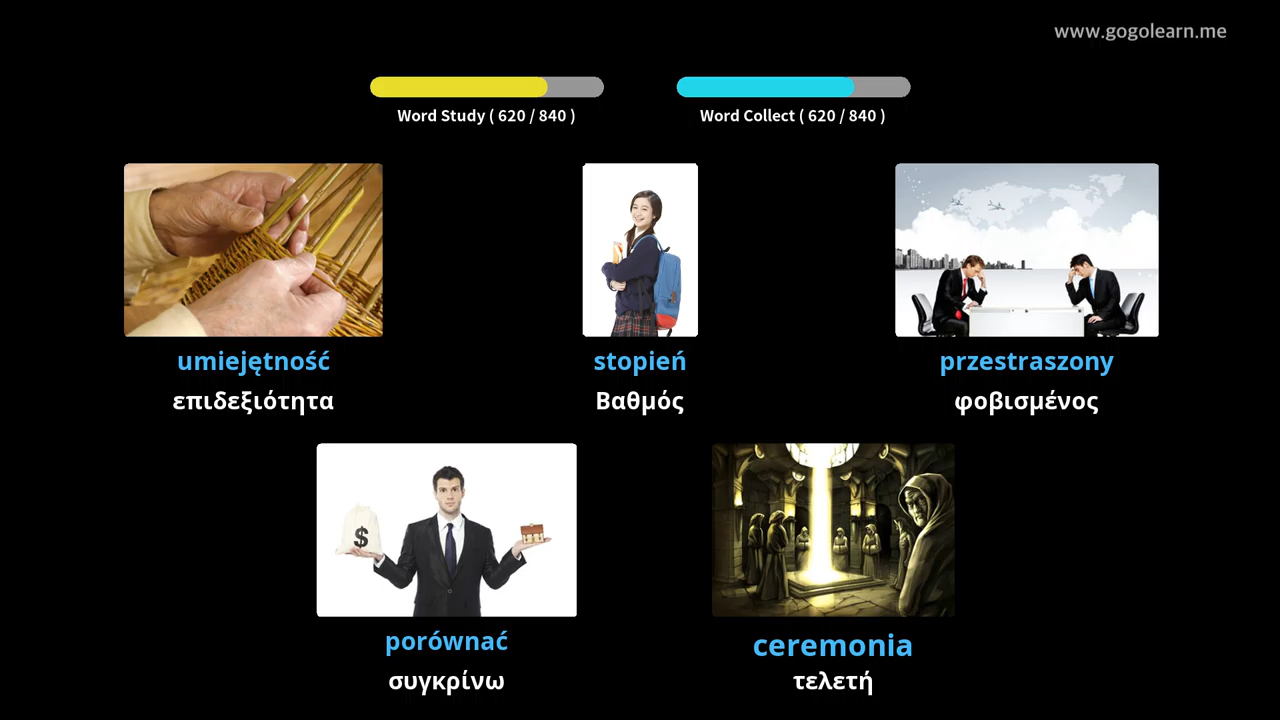 www.gogolearn.me
Word Study ( 620 / 840 )
Word Collect ( 620 / 840 )
umiejętność
επιδεξιότητα
stopień
Βαθμός
przestraszony
φοβισμένος
$
porównać
συγκρίνω
ceremonia
τελετή